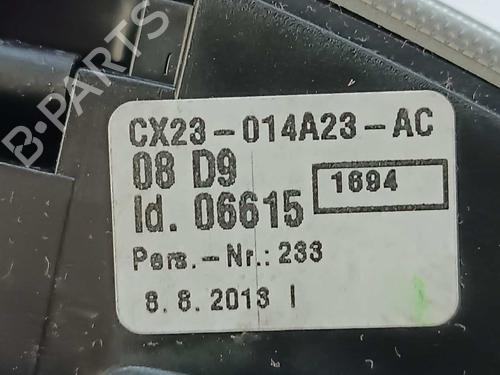 CX23-014A23-AC
08 D9
Id. 06615
1694
Pers.-Nr.: 233
8.8.2013 I
B-PARTS